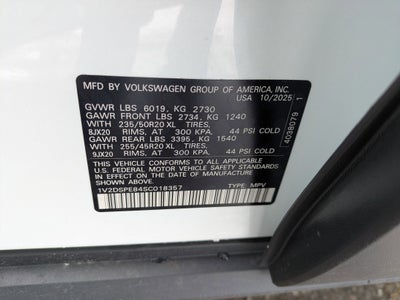 MFD BY VOLKSWAGEN GROUP OF AMERICA, INC.
USA 10/2025
GVWR LBS 6019, KG 2730
GAWR FRONT LBS 2734, KG 1240
WITH 235/50R20 XL TIRES,
8JX20 RIMS, AT 300 KPA, 44 PSI COLD
GAWR REAR LBS 3395, KG 1540
WITH 255/45R20 XL TIRES,
9JX20 RIMS, AT 300 KPA, 44 PSI COLD
THIS VEHICLE CONFORMS TO ALL APPLICABLE
U.S. FEDERAL MOTOR VEHICLE SAFETY STANDARDS
IN EFFECT ON THE DATE OF MANUFACTURE SHOWN ABOVE.
1V2DSPE84SC018357 TYPE: MPV
4038079 1